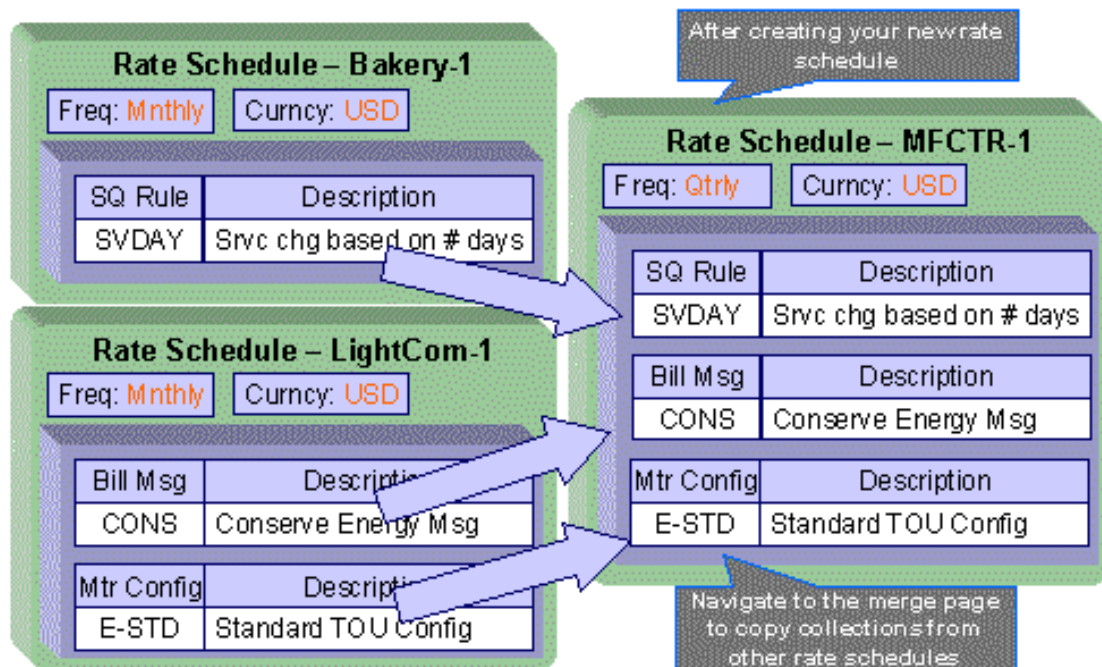 Rate Schedule – Bakery-1
Freq: Mnthly Curncy: USD
SQ Rule Description
SVDAY Srvc chg based on # days
Rate Schedule – LightCom-1
Freq: Mnthly Curncy: USD
Bill Msg Description
CONS Conserve Energy Msg
Mtr Config Description
E-STD Standard TOU Config
After creating your new rate
schedule
Rate Schedule – MFCTR-1
Freq: Qtrly Curncy: USD
SQ Rule Description
SVDAY Srvc chg based on # days
Bill Msg Description
CONS Conserve Energy Msg
Mtr Config Description
E-STD Standard TOU Config
Navigate to the merge page
to copy collections from
other rate schedules